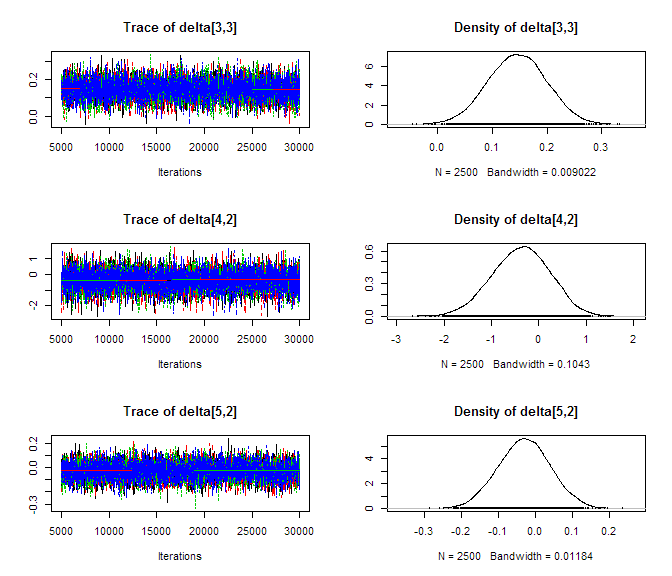 Trace of delta[3,3]
0.2
0.0
5000 10000 15000 20000 25000 30000
Iterations
Density of delta[3,3]
6
4
2
0
0.0 0.1 0.2 0.3
N = 2500 Bandwidth = 0.009022
Trace of delta[4,2]
1
0
-2
5000 10000 15000 20000 25000 30000
Iterations
Density of delta[4,2]
0.6
0.3
0.0
-3 -2 -1 0 1 2
N = 2500 Bandwidth = 0.1043
Trace of delta[5,2]
0.2
0.0
-0.3
5000 10000 15000 20000 25000 30000
Iterations
Density of delta[5,2]
4
2
0
-0.3 -0.2 -0.1 0.0 0.1 0.2
N = 2500 Bandwidth = 0.01184